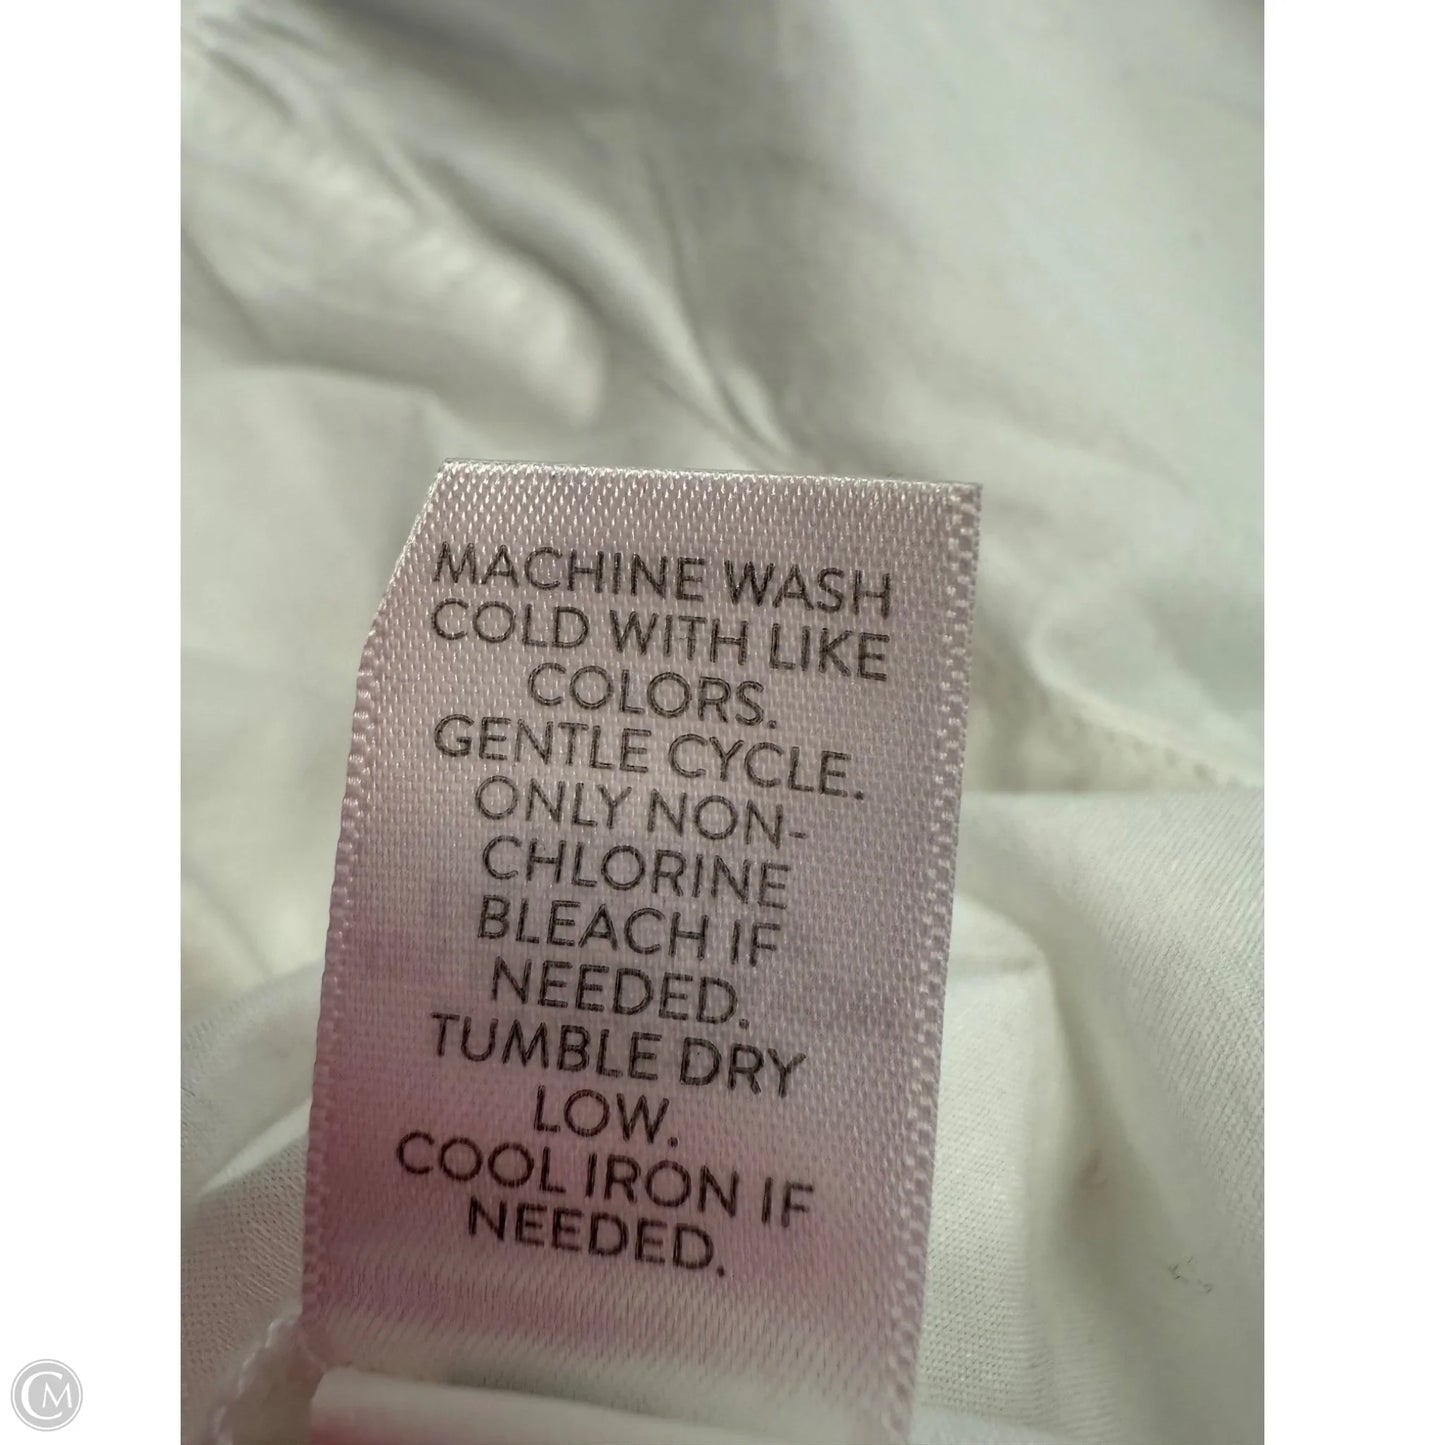 MACHINE WASH
COLD WITH LIKE
COLORS.
GENTLE CYCLE.
ONLY NON-
CHLORINE
BLEACH IF
NEEDED.
TUMBLE DRY
LOW.
COOL IRON IF
NEEDED.
CM